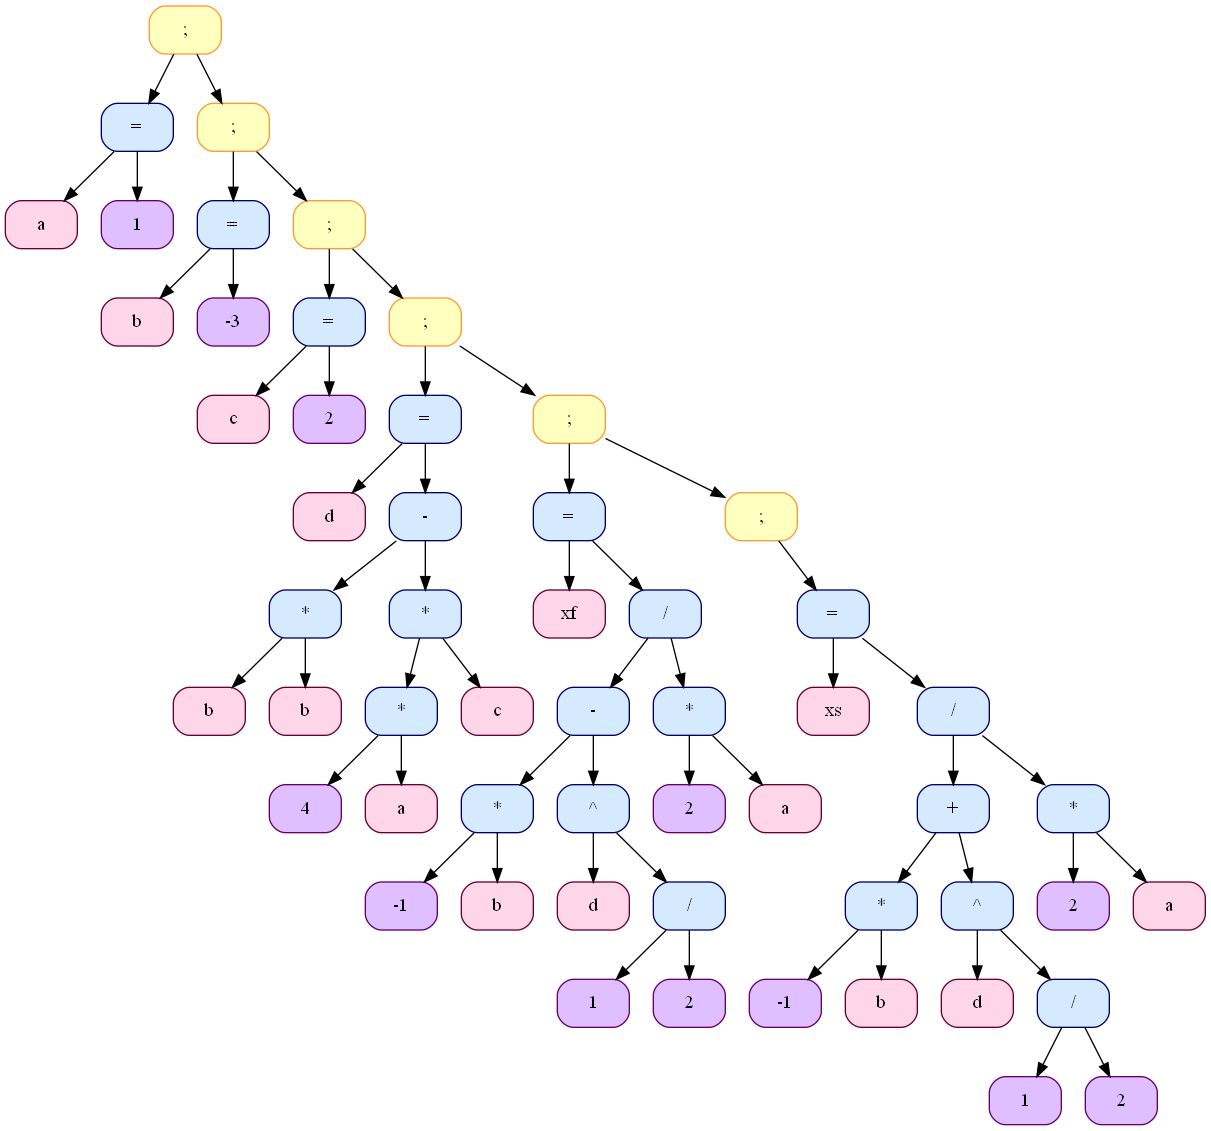 ;
= ;
a 1 = ;
b -3 = ;
c 2 = ;
d - = ;
* * xf / =
b b * c - * xs /
4 a * ^ 2 a + *
-1 b d / * ^ 2 a
1 2 -1 b d /
1 2